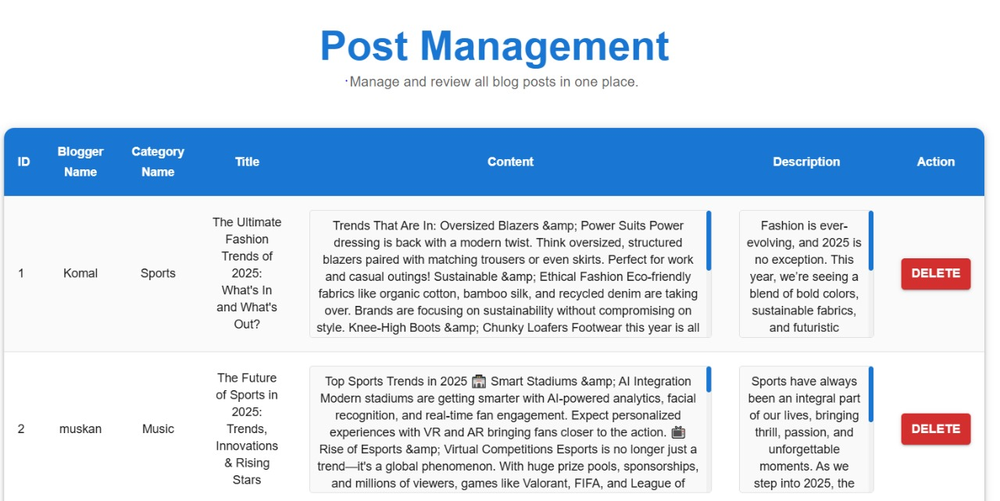 Post Management
Manage and review all blog posts in one place.
ID
Blogger
Name
Category
Name
Title
Content
Description
Action
1
Komal
Sports
The Ultimate
Fashion
Trends of
2025:
What's In
and What's
Out?
Trends That Are In: Oversized Blazers &amp; Power Suits Power
dressing is back with a modern twist. Think oversized, structured
blazers paired with matching trousers or even skirts. Perfect for work
and casual outings! Sustainable &amp; Ethical Fashion Eco-friendly
fabrics like organic cotton, bamboo silk, and recycled denim are taking
over. Brands are focusing on sustainability without compromising on
style. Knee-High Boots &amp; Chunky Loafers Footwear this year is all
Fashion is ever-
evolving, and 2025 is
no exception. This
year, we’re seeing a
blend of bold colors,
sustainable fabrics,
and futuristic
DELETE
2
muskan
Music
The Future
of Sports in
2025:
Trends,
Innovations
& Rising
Stars
Top Sports Trends in 2025 🏟️ Smart Stadiums &amp; AI Integration
Modern stadiums are getting smarter with AI-powered analytics, facial
recognition, and real-time fan engagement. Expect personalized
experiences with VR and AR bringing fans closer to the action. 📺
Rise of Esports &amp; Virtual Competitions Esports is no longer just a
trend—it's a global phenomenon. With huge prize pools, sponsorships,
and millions of viewers, games like Valorant, FIFA, and League of
Sports have always
been an integral part
of our lives, bringing
thrill, passion, and
unforgettable
moments. As we
step into 2025, the
DELETE